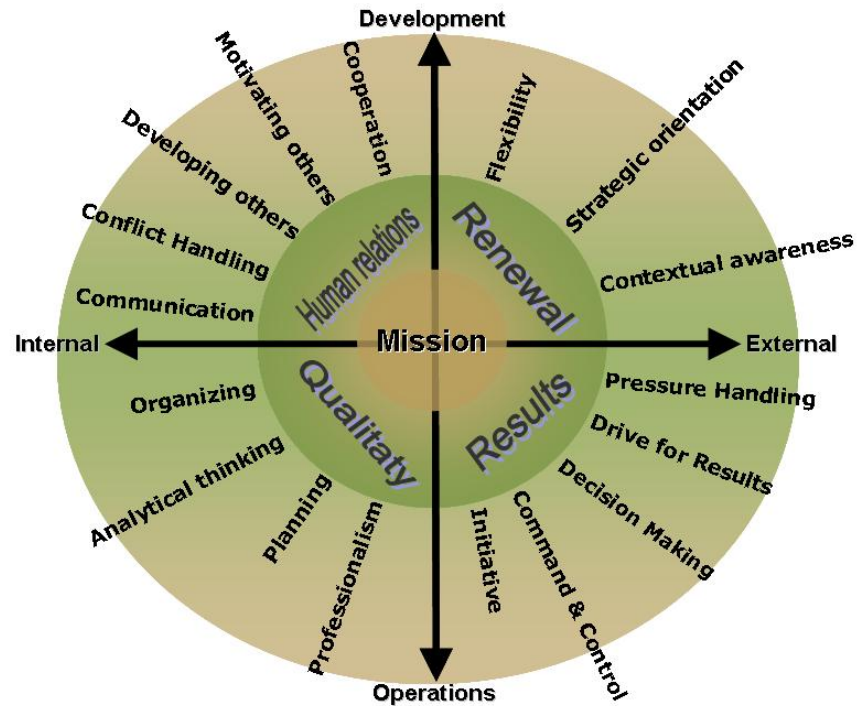 Development
Cooperation
Motivating others
Developing others
Conflict Handling
Communication
Flexibility
Strategic orientation
Contextual awareness
Human relations
Renewal
Internal
Mission
External
Qualitaty
Results
Organizing
Analytical thinking
Planning
Professionalism
Pressure Handling
Drive for Results
Decision Making
Command & Control
Initiative
Operations